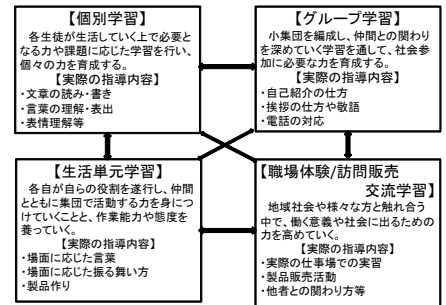 【個別学習】
各生徒が生活していく上で必要と
なる力や課題に応じた学習を行い、
個々の力を育成する。
【実際の指導内容】
・文章の読み・書き
・言葉の理解・表出
・表情理解等
【グループ学習】
小集団を編成し、仲間との関わり
を深めていく学習を通して、社会参
加に必要な力を育成する。
【実際の指導内容】
・自己紹介の仕方
・挨拶の仕方や敬語
・電話の対応
【生活単元学習】
各自が自らの役割を遂行し、仲間
とともに集団で活動する力を身につ
けていくことと、作業能力や態度を
養っていく。
【実際の指導内容】
・場面に応じた言葉
・場面に応じた振る舞い方
・製品作り
【職場体験/訪問販売
交流学習】
地域社会や様々な方と触れ合う
中で、働く意義や社会に出るための
力を高めていく。
【実際の指導内容】
・実際の仕事場での実習
・製品販売活動
・他者との関わり方等